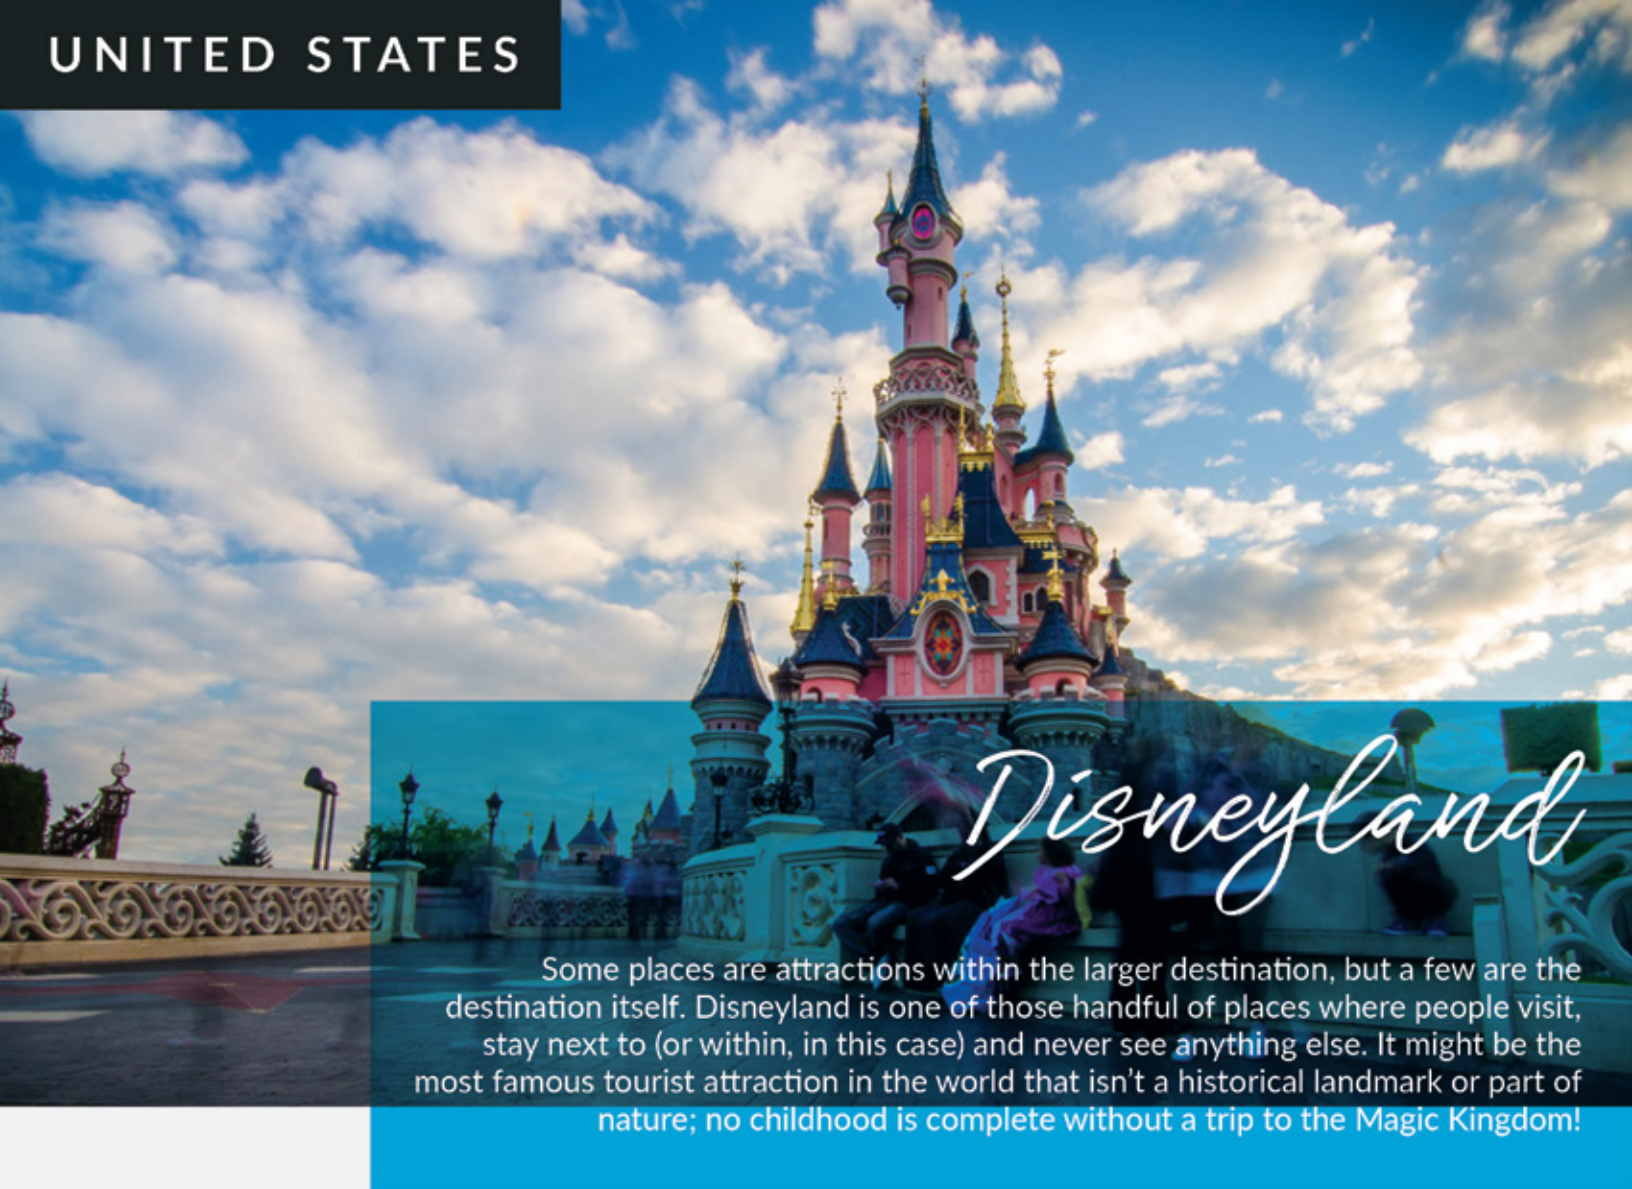 UNITED STATES
Disneyland
Some places are attractions within the larger destination, but a few are the
destination itself. Disneyland is one of those handful of places where people visit,
stay next to (or within, in this case) and never see anything else. It might be the
most famous tourist attraction in the world that isn’t a historical landmark or part of
nature; no childhood is complete without a trip to the Magic Kingdom!